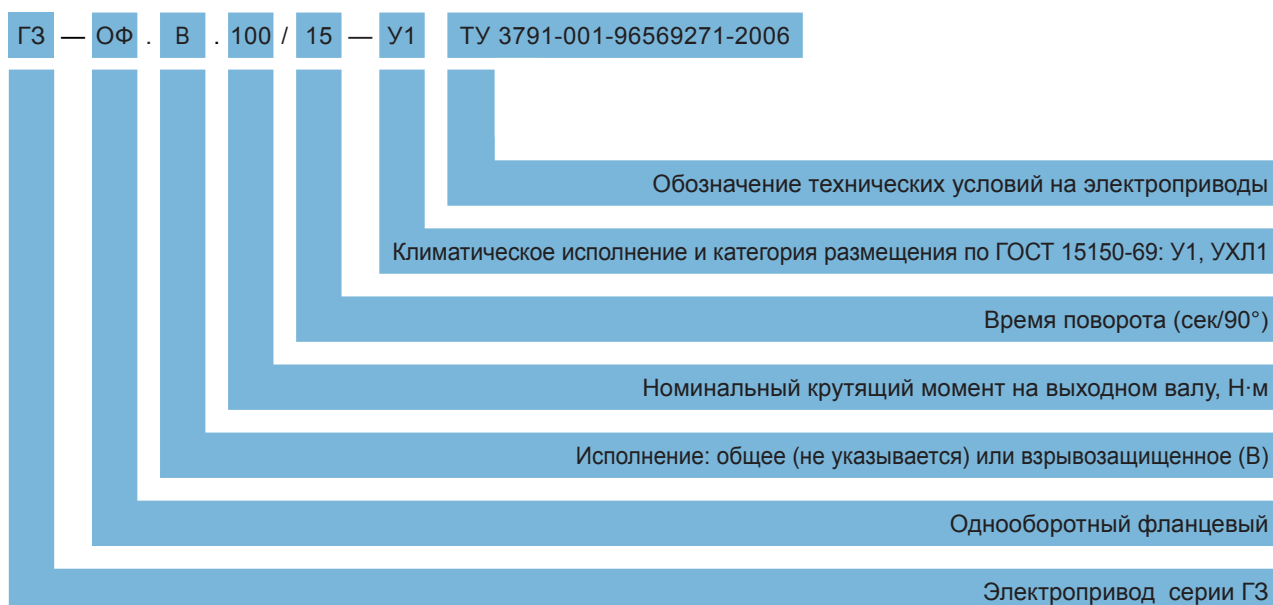 ГЗ — ОФ . В . 100 / 15 — У1 ТУ 3791-001-96569271-2006
Обозначение технических условий на электроприводы
Климатическое исполнение и категория размещения по ГОСТ 15150-69: У1, УХЛ1
Время поворота (сек/90°)
Номинальный крутящий момент на выходном валу, Н·м
Исполнение: общее (не указывается) или взрывозащищенное (В)
Однооборотный фланцевый
Электропривод серии ГЗ